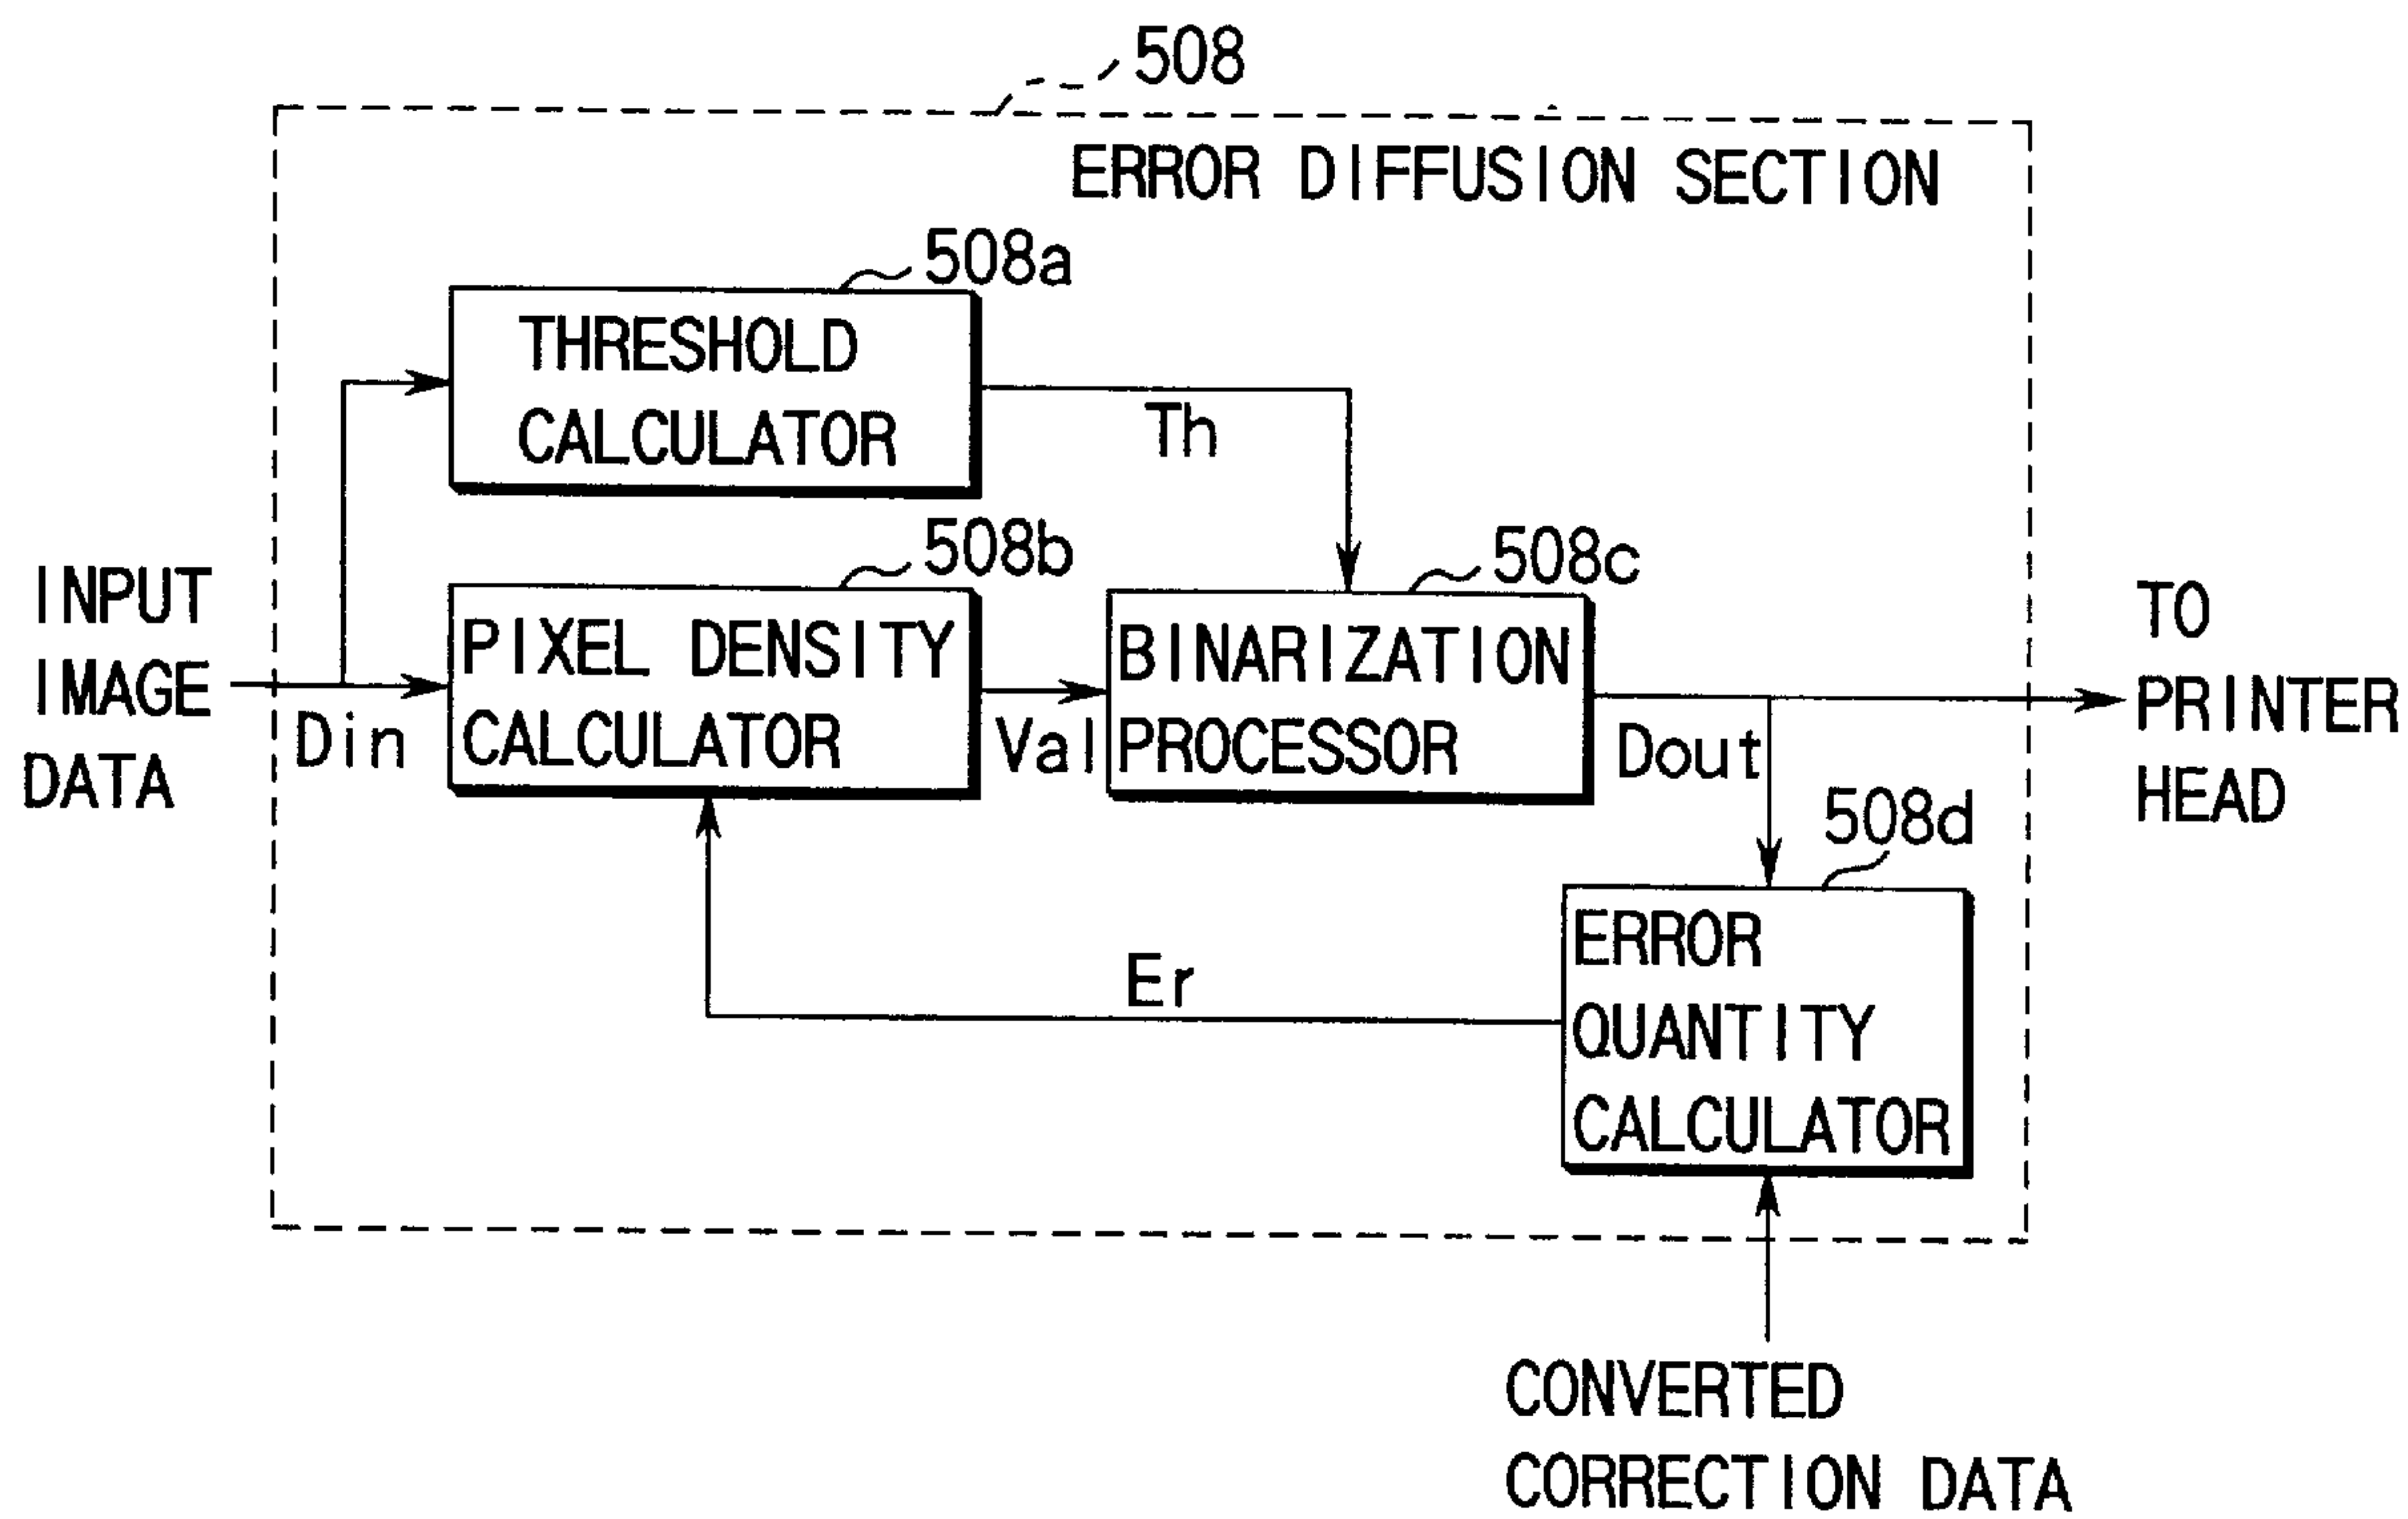 508
ERROR DIFFUSION SECTION
508a
THRESHOLD
CALCULATOR
Th
508b
508c
INPUT
IMAGE
DATA
Din
PIXEL DENSITY
CALCULATOR
Val
BINARIZATION
PROCESSOR
Dout
TO
PRINTER
HEAD
508d
ERROR
QUANTITY
CALCULATOR
Er
CONVERTED
CORRECTION DATA